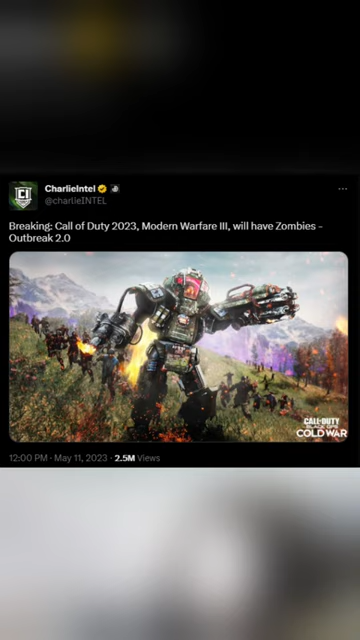 CharlieIntel
@charlieINTEL
Breaking: Call of Duty 2023, Modern Warfare III, will have Zombies -
Outbreak 2.0
CALL OF DUTY
BLACK OPS
COLD WAR
12:00 PM · May 11, 2023 · 2.5M Views